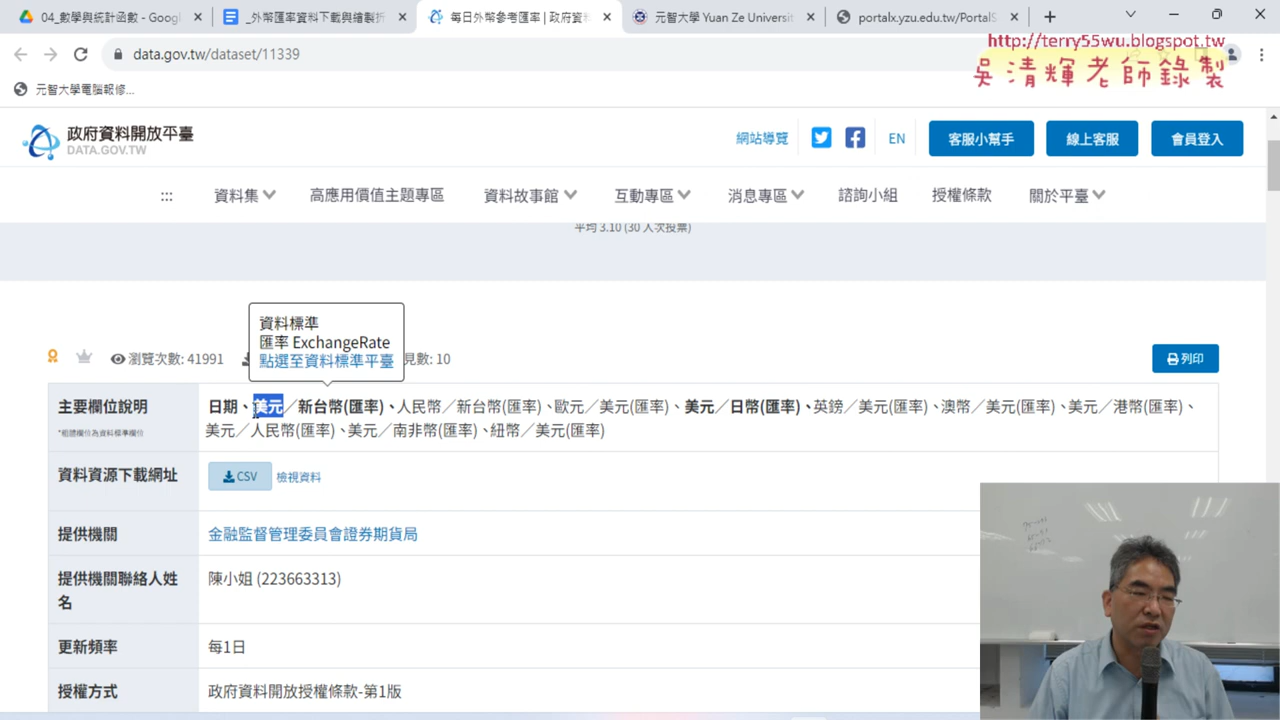 04_數學與統計函數 - Googl
_外幣匯率資料下載與繪製折
每日外幣參考匯率 | 政府資料
元智大學 Yuan Ze Universit
portalx.yzu.edu.tw/PortalS
data.gov.tw/dataset/11339
http://terry55wu.blogspot.tw
吳清輝老師錄製
元智大學電腦報修...
政府資料開放平臺
DATA.GOV.TW
網站導覽
EN
客服小幫手
線上客服
會員登入
:::
資料集
高應用價值主題專區
資料故事館
互動專區
消息專區
諮詢小組
授權條款
關於平臺
平均 3.10 (30 人次投票)
資料標準
匯率 ExchangeRate
點選至資料標準平臺
瀏覽次數: 41991
見數: 10
列印
主要欄位說明
*粗體欄位為資料標準欄位
日期、美元／新台幣(匯率)、人民幣／新台幣(匯率)、歐元／美元(匯率)、美元／日幣(匯率)、英鎊／美元(匯率)、澳幣／美元(匯率)、美元／港幣(匯率)、
美元／人民幣(匯率)、美元／南非幣(匯率)、紐幣／美元(匯率)
資料資源下載網址
CSV
檢視資料
提供機關
金融監督管理委員會證券期貨局
提供機關聯絡人姓
名
陳小姐 (223663313)
更新頻率
每1日
授權方式
政府資料開放授權條款-第1版